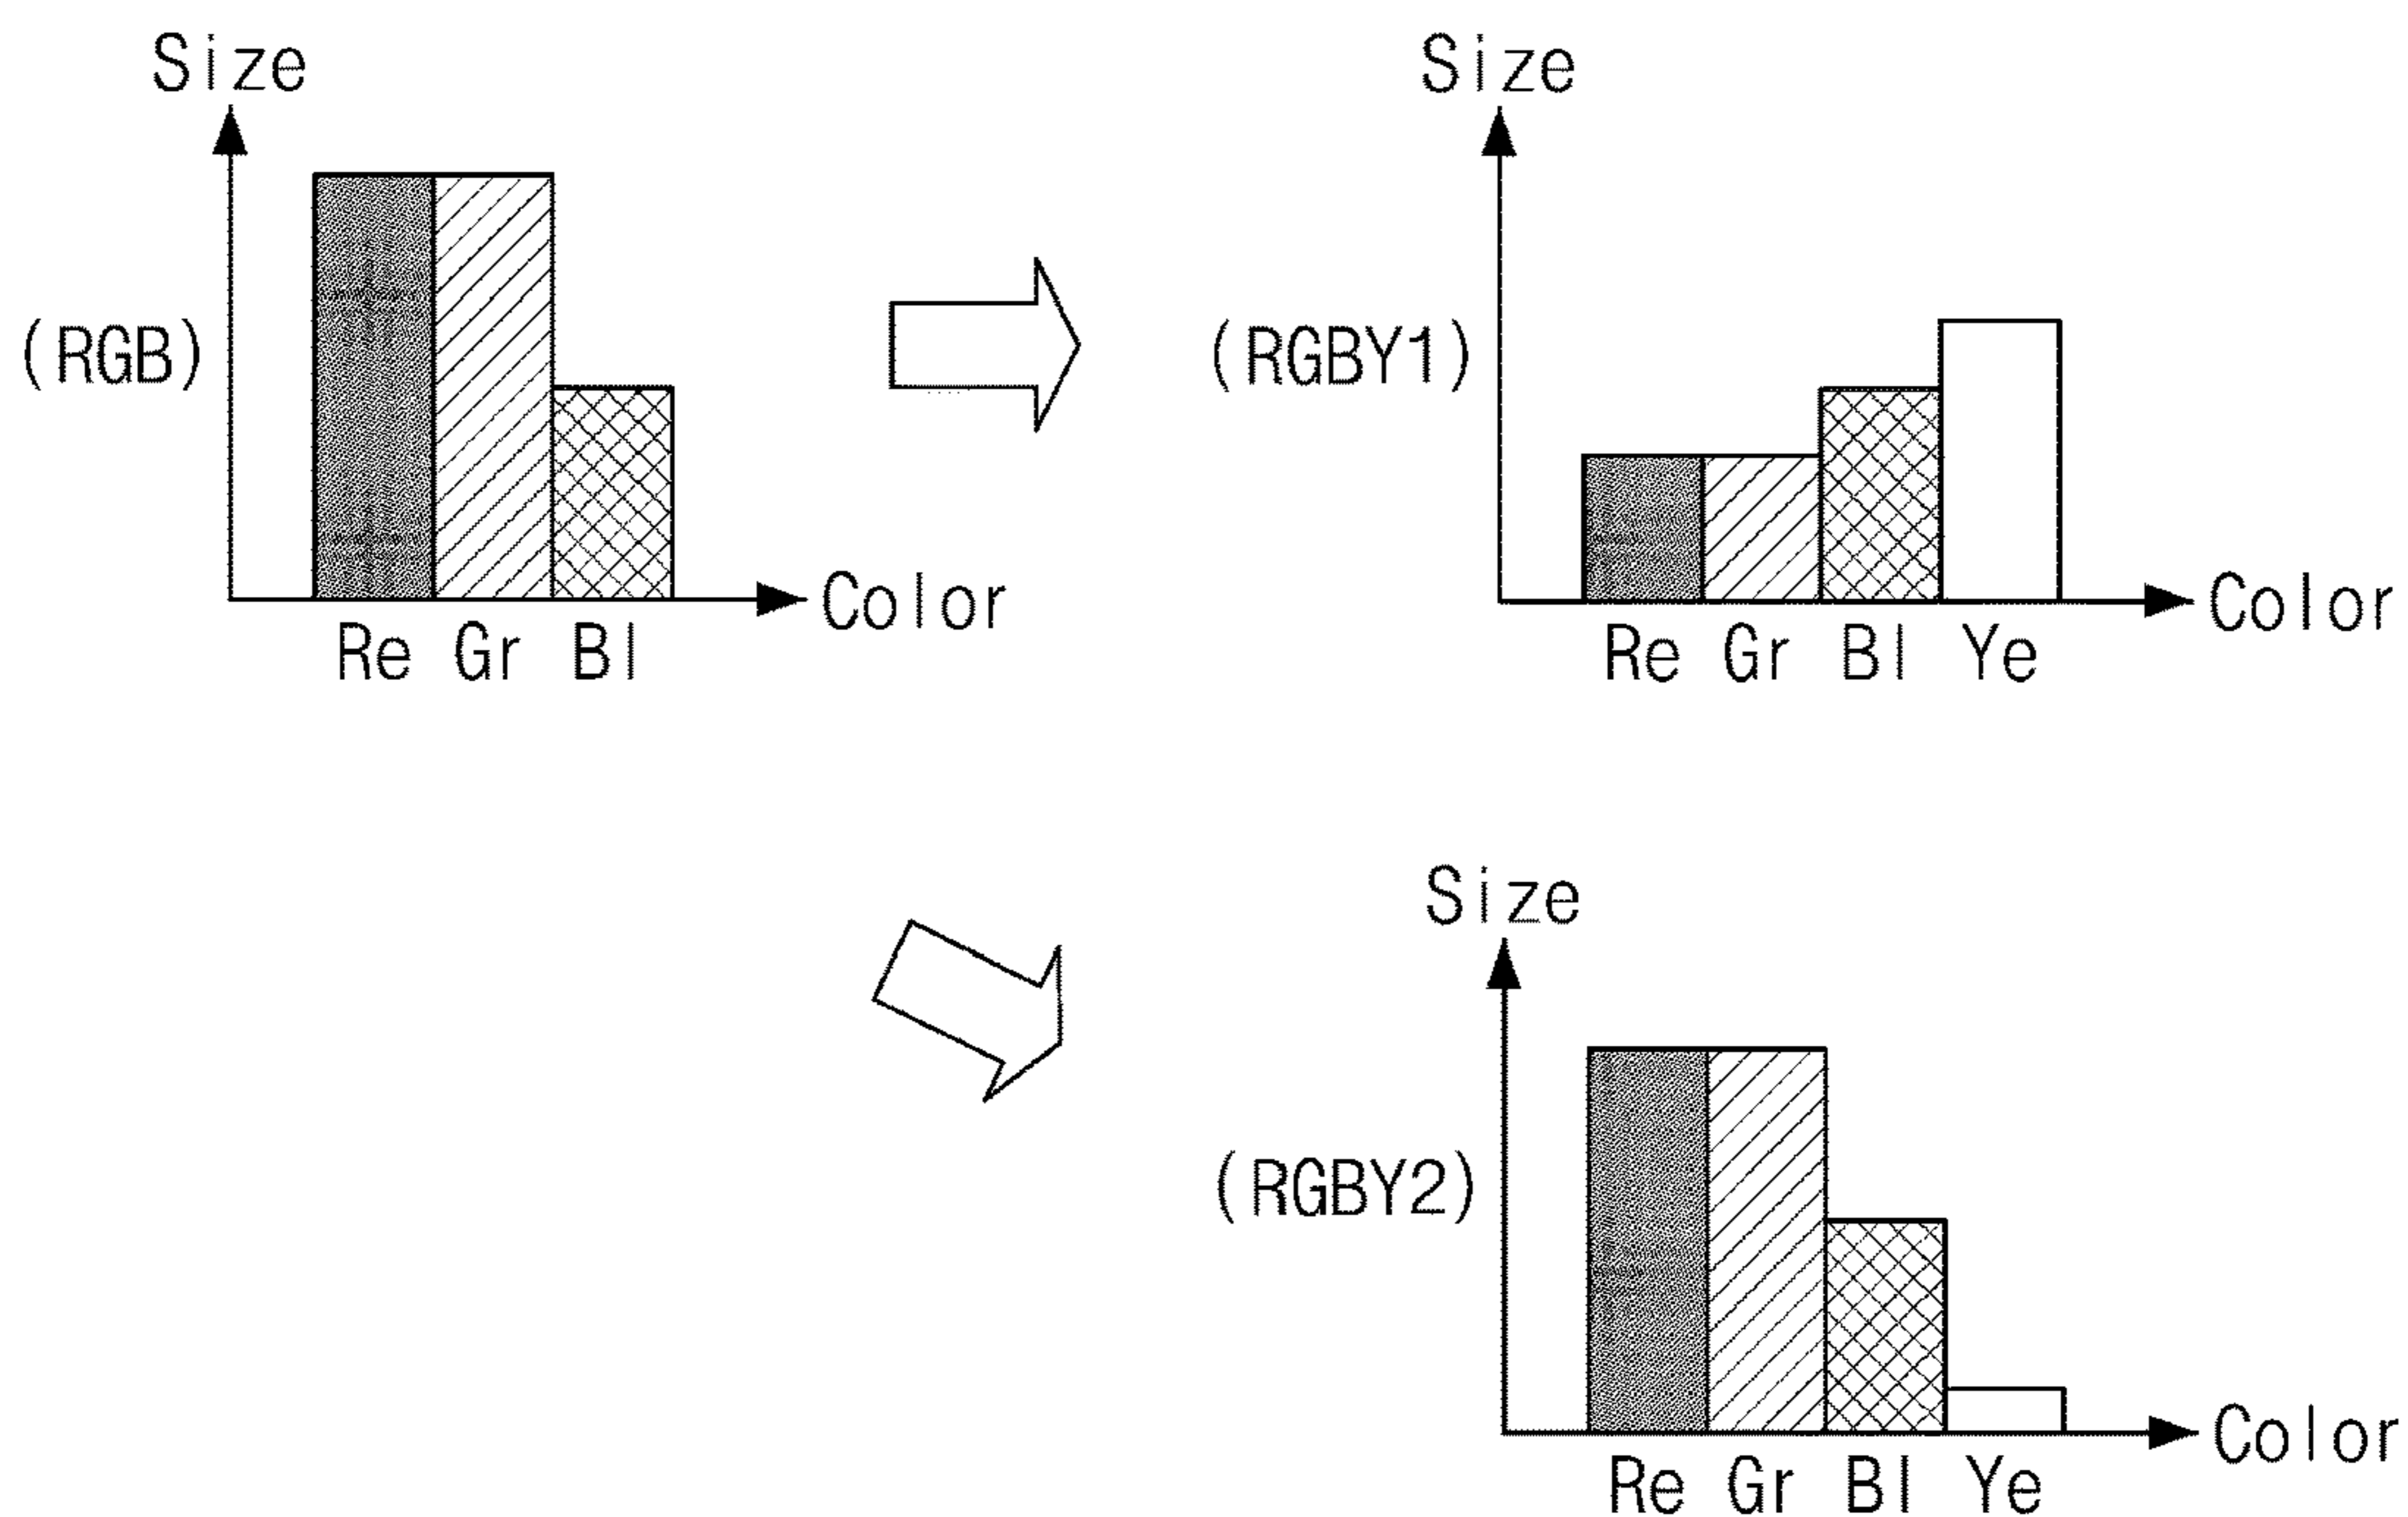 Size
(RGB)
Color
Re Gr Bl
Size
(RGBY1)
Color
Re Gr Bl Ye
Size
(RGBY2)
Color
Re Gr Bl Ye